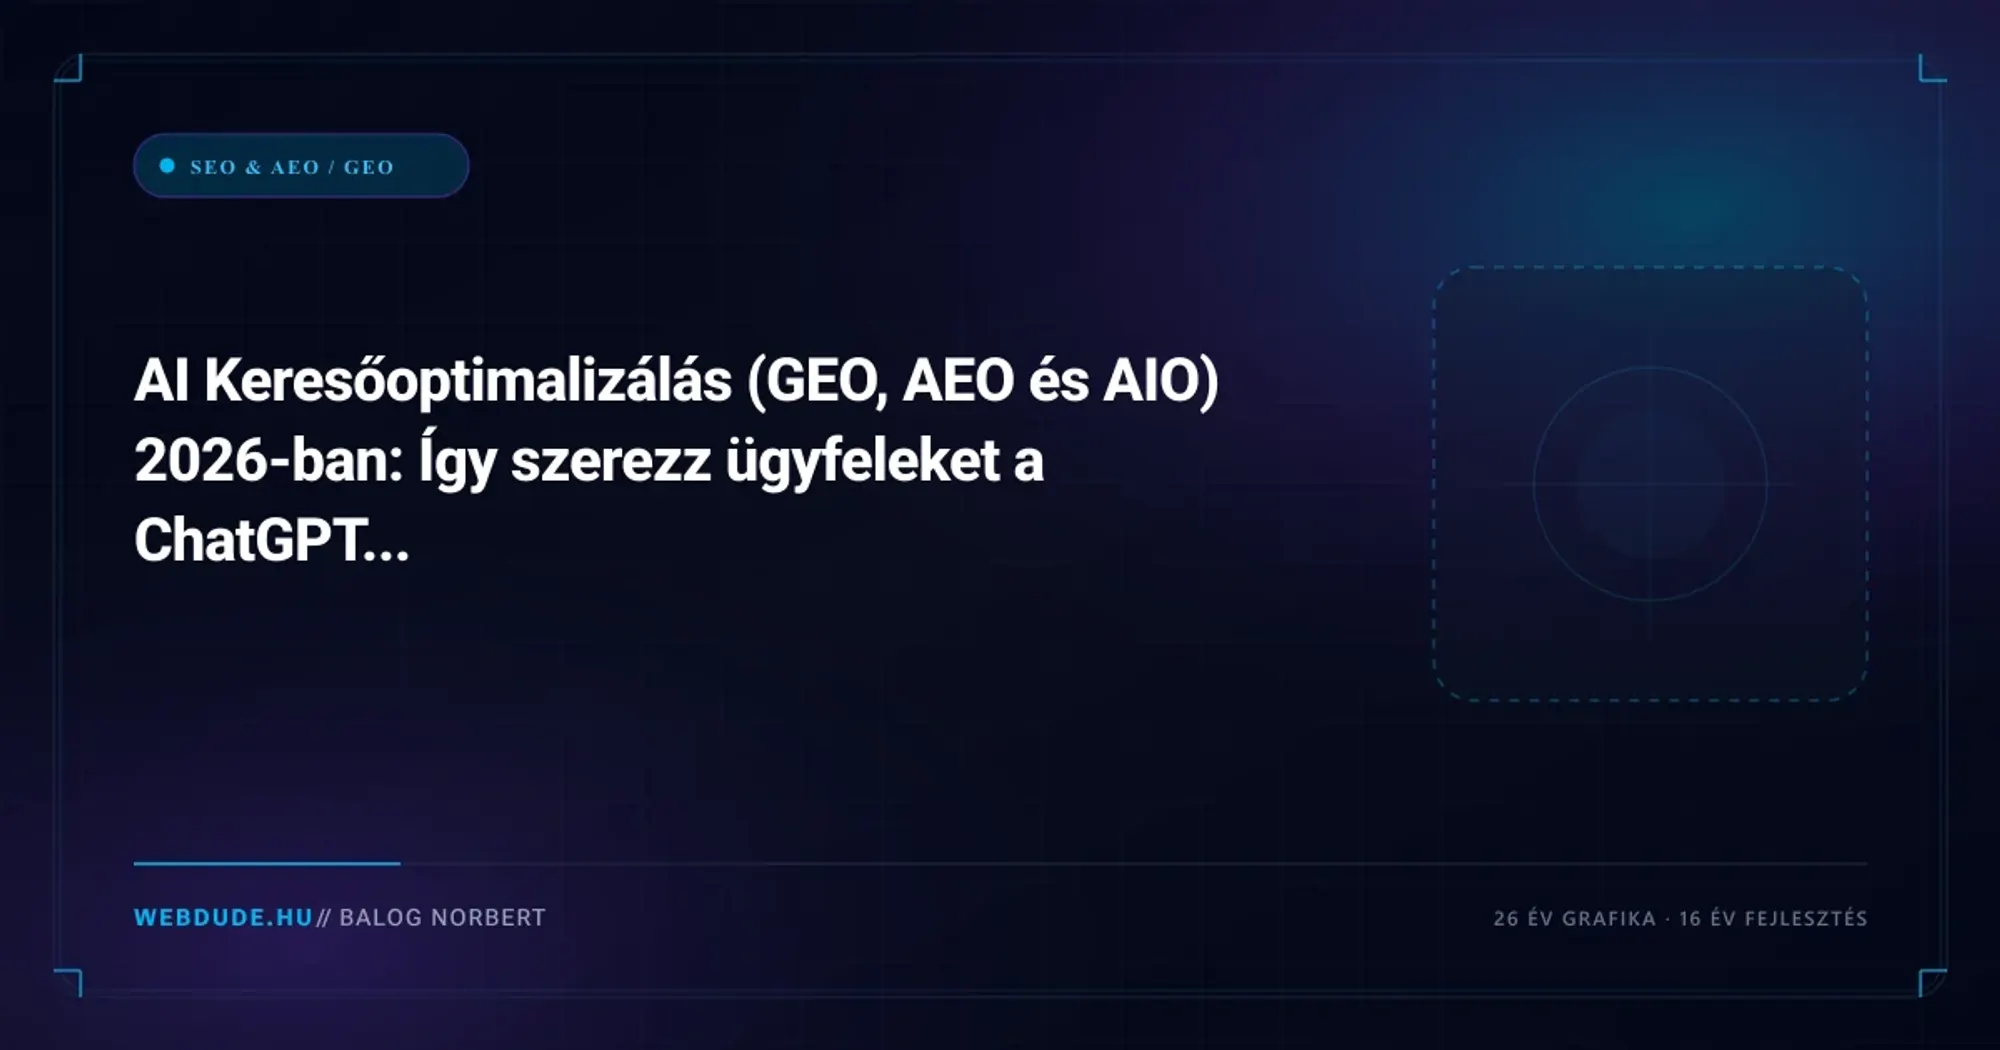 SEO & AEO / GEO
AI Keresőoptimalizálás (GEO, AEO és AIO)
2026-ban: Így szerezz ügyfeleket a
ChatGPT...
WEBDUDE.HU // BALOG NORBERT
26 ÉV GRAFIKA · 16 ÉV FEJLESZTÉS